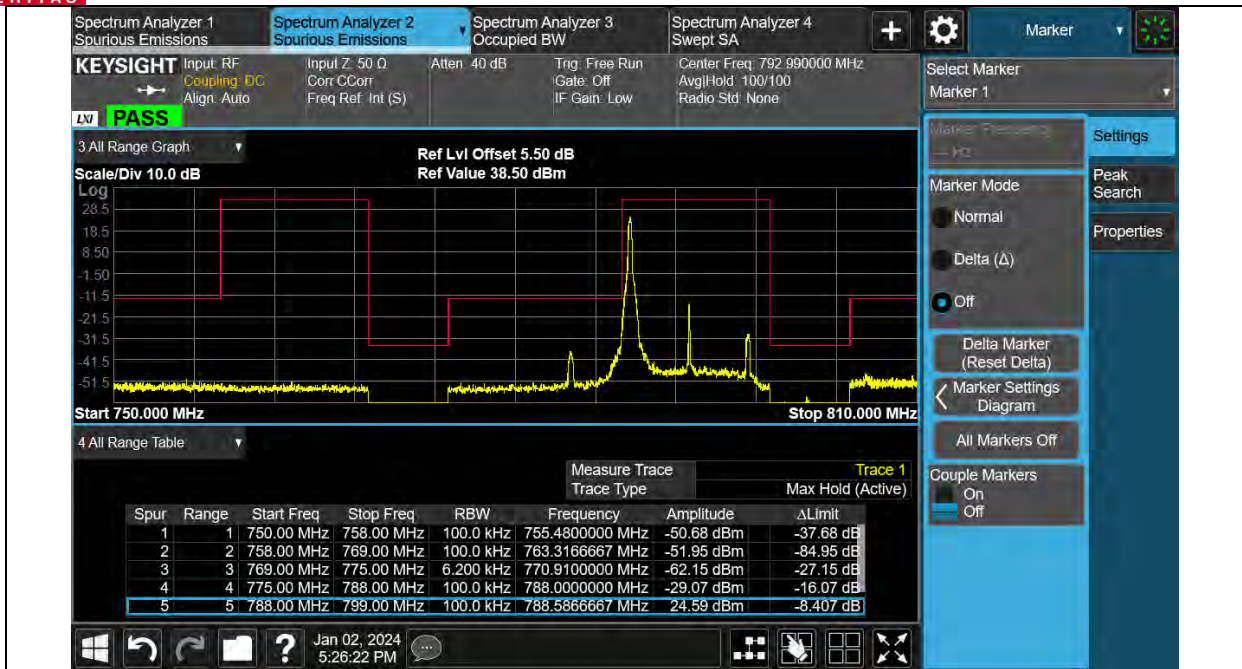 VERITAS
Spectrum Analyzer 1
Spurious Emissions
Spectrum Analyzer 2
Spurious Emissions
Spectrum Analyzer 3
Occupied BW
Spectrum Analyzer 4
Swept SA
Marker
KEYSIGHT
Input: RF
Coupling: DC
Align: Auto
Input Z: 50 Ω
Corr CCorr
Freq Ref: Int (S)
Atten: 40 dB
Trig: Free Run
Gate: Off
IF Gain: Low
Center Freq: 792.990000 MHz
Avg|Hold: 100/100
Radio Std: None
LXI PASS
Select Marker
Marker 1
Marker Frequency
--- Hz
Settings
Peak Search
Properties
Marker Mode
Normal
Delta (Δ)
Off
Delta Marker
(Reset Delta)
Marker Settings
Diagram
All Markers Off
Couple Markers
On
Off
3 All Range Graph
Ref Lvl Offset 5.50 dB
Scale/Div 10.0 dB
Ref Value 38.50 dBm
Log
28.5
18.5
8.50
-1.50
-11.5
-21.5
-31.5
-41.5
-51.5
Start 750.000 MHz
Stop 810.000 MHz
4 All Range Table
Measure Trace Trace 1
Trace Type Max Hold (Active)
Spur Range Start Freq Stop Freq RBW Frequency Amplitude ΔLimit
1 1 750.00 MHz 758.00 MHz 100.0 kHz 755.4800000 MHz -50.68 dBm -37.68 dB
2 2 758.00 MHz 769.00 MHz 100.0 kHz 763.3166667 MHz -51.95 dBm -84.95 dB
3 3 769.00 MHz 775.00 MHz 6.200 kHz 770.9100000 MHz -62.15 dBm -27.15 dB
4 4 775.00 MHz 788.00 MHz 100.0 kHz 788.0000000 MHz -29.07 dBm -16.07 dB
5 5 788.00 MHz 799.00 MHz 100.0 kHz 788.5866667 MHz 24.59 dBm -8.407 dB
Jan 02, 2024
5:26:22 PM